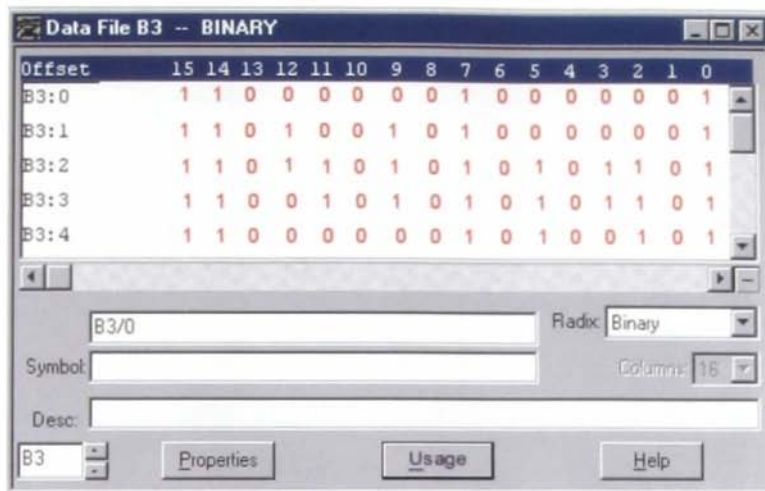 Data File B3 -- BINARY
Offset 15 14 13 12 11 10 9 8 7 6 5 4 3 2 1 0
B3:0 1 1 0 0 0 0 0 0 1 0 0 0 0 0 0 1
B3:1 1 1 0 1 0 0 1 0 1 0 0 0 0 0 0 1
B3:2 1 1 0 1 1 0 1 0 1 0 1 0 1 1 0 1
B3:3 1 1 0 0 1 0 1 0 1 0 1 0 1 1 0 1
B3:4 1 1 0 0 0 0 0 0 1 0 1 0 0 1 0 1
B3/0
Radix: Binary
Symbol:
Columns: 16
Desc:
B3
Properties
Usage
Help